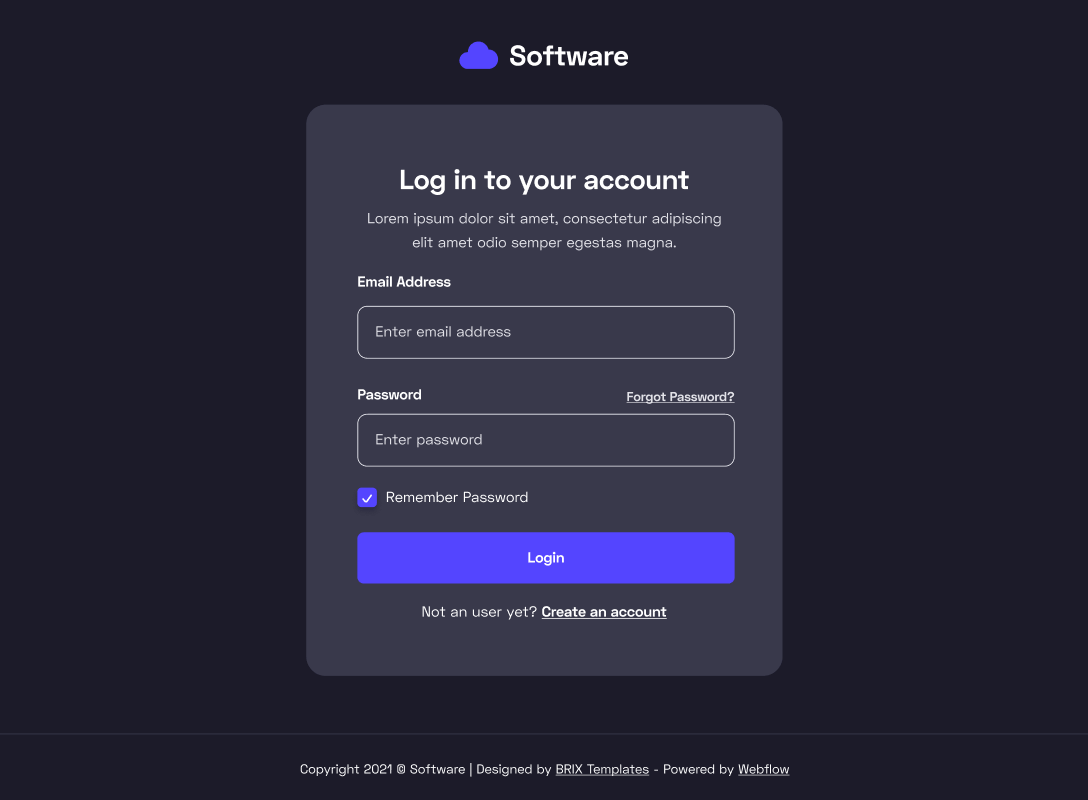 Software
Log in to your account
Lorem ipsum dolor sit amet, consectetur adipiscing
elit amet odio semper egestas magna.
Email Address
Enter email address
Password
Forgot Password?
Enter password
Remember Password
Login
Not an user yet? Create an account
Copyright 2021 © Software | Designed by BRIX Templates - Powered by Webflow